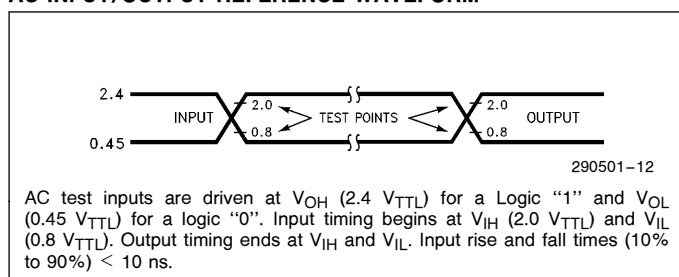 AC INPUT/OUTPUT REFERENCE WAVEFORM
2.4
INPUT
2.0
TEST POINTS
2.0
OUTPUT
0.8
0.8
0.45
290501–12
AC test inputs are driven at VOH (2.4 VTTL) for a Logic ‘‘1’’ and VOL
(0.45 VTTL) for a logic ‘‘0’’. Input timing begins at VIH (2.0 VTTL) and VIL
(0.8 VTTL). Output timing ends at VIH and VIL. Input rise and fall times (10%
to 90%) < 10 ns.